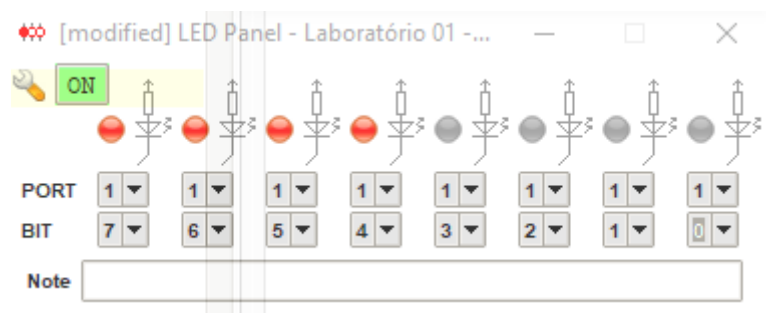 [modified] LED Panel - Laboratório 01 -...
ON
PORT 1 1 1 1 1 1 1 1
BIT 7 6 5 4 3 2 1 0
Note